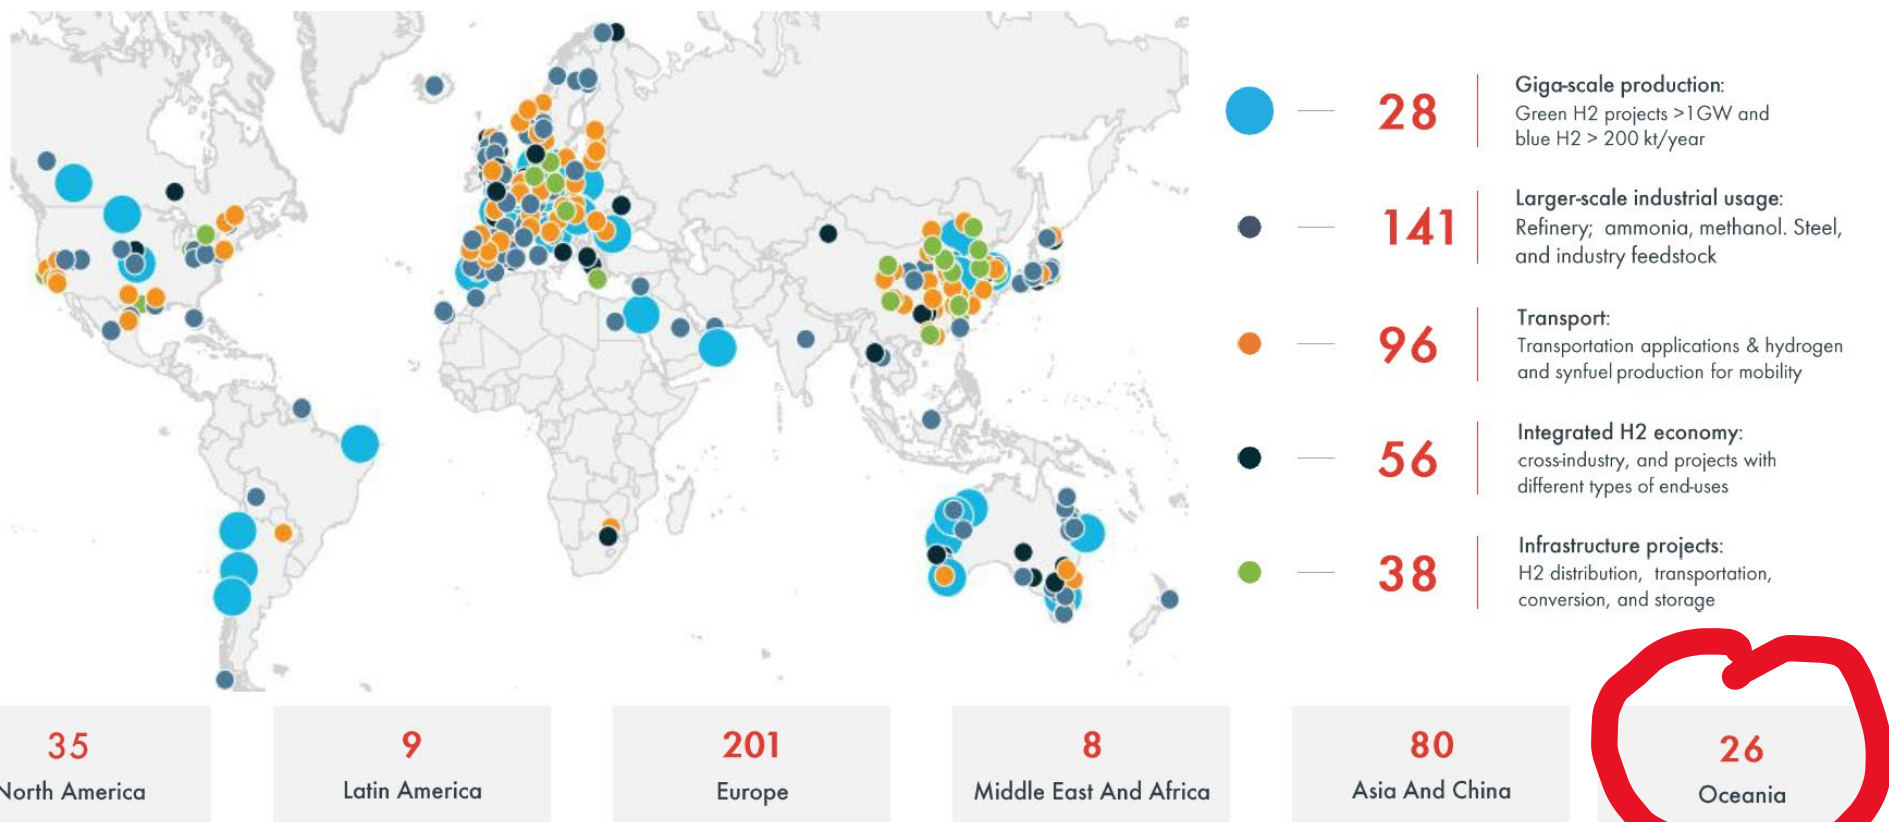 28
Giga-scale production:
Green H2 projects >1GW and
blue H2 > 200 kt/year
141
Larger-scale industrial usage:
Refinery; ammonia, methanol. Steel,
and industry feedstock
96
Transport:
Transportation applications & hydrogen
and synfuel production for mobility
56
Integrated H2 economy:
cross-industry, and projects with
different types of end-uses
38
Infrastructure projects:
H2 distribution, transportation,
conversion, and storage
35
North America
9
Latin America
201
Europe
8
Middle East And Africa
80
Asia And China
26
Oceania